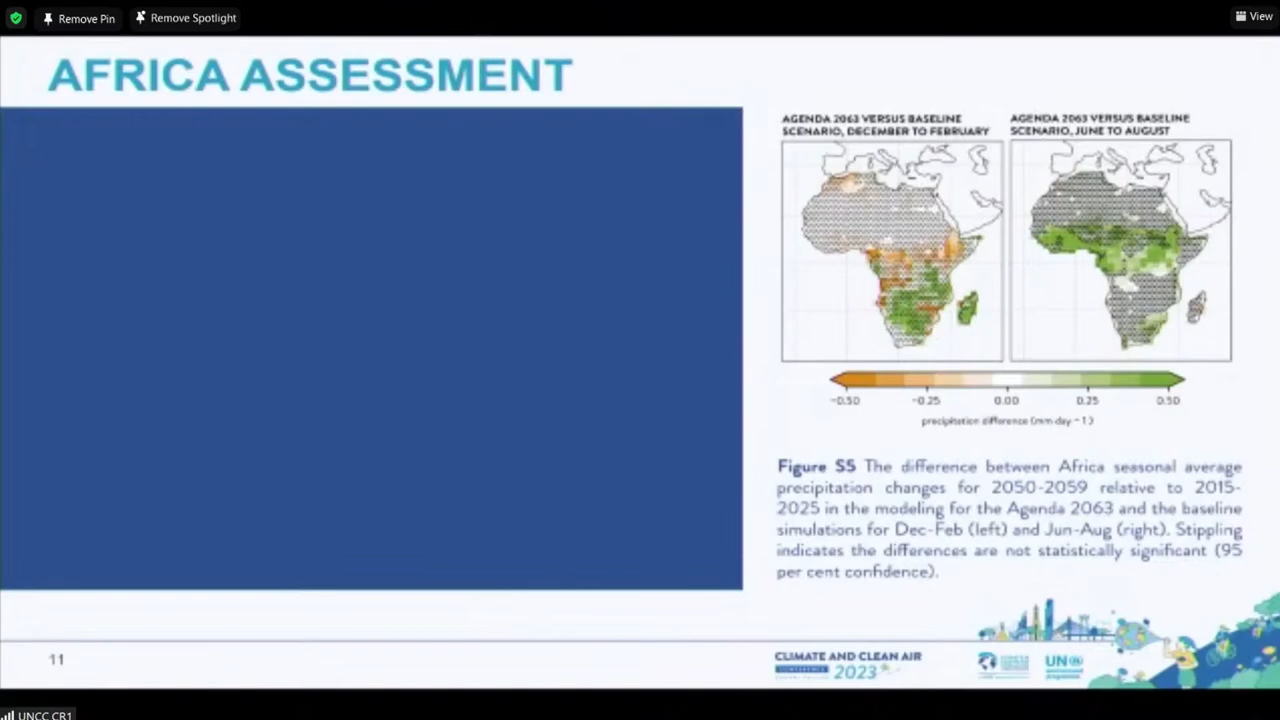 Remove Pin
Remove Spotlight
View
AFRICA ASSESSMENT
AGENDA 2063 VERSUS BASELINE
SCENARIO, DECEMBER TO FEBRUARY
AGENDA 2063 VERSUS BASELINE
SCENARIO, JUNE TO AUGUST
-0.50
-0.25
0.00
0.25
0.50
precipitation difference (mm day - 1)
Figure S5 The difference between Africa seasonal average
precipitation changes for 2050-2059 relative to 2015-
2025 in the modeling for the Agenda 2063 and the baseline
simulations for Dec-Feb (left) and Jun-Aug (right). Stippling
indicates the differences are not statistically significant (95
per cent confidence).
11
CLIMATE AND CLEAN AIR
CONFERENCE
2023
UN
UNCC CR1